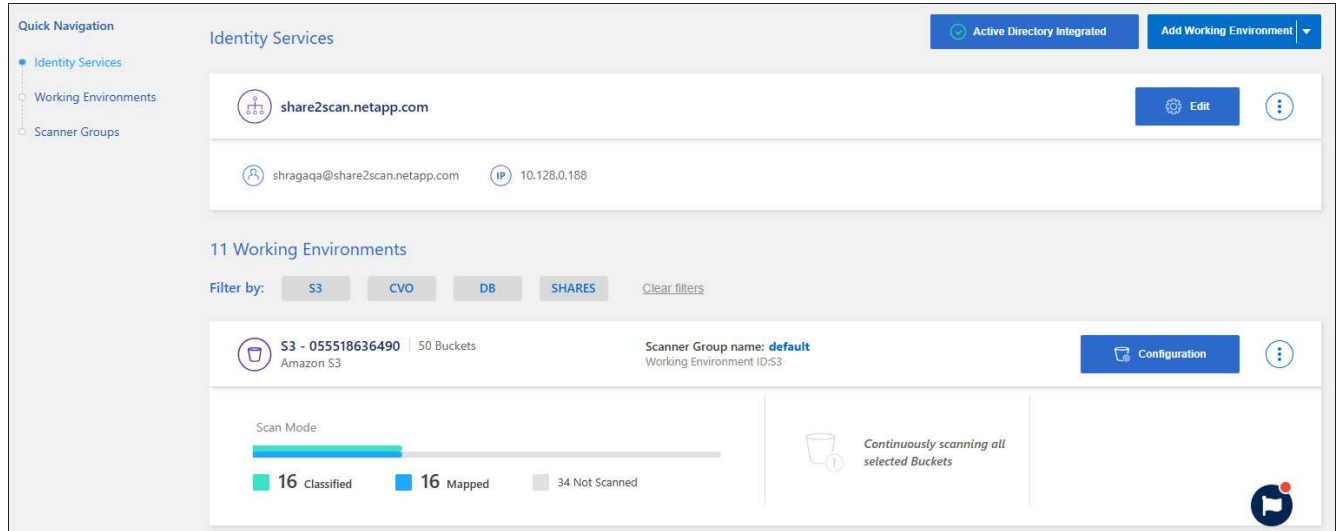 Quick Navigation
Identity Services
Working Environments
Scanner Groups
Identity Services
Active Directory Integrated
Add Working Environment
share2scan.netapp.com
Edit
shragaqa@share2scan.netapp.com
IP
10.128.0.188
11 Working Environments
Filter by:
S3
CVO
DB
SHARES
Clear filters
S3 - 055518636490
50 Buckets
Amazon S3
Scanner Group name: default
Working Environment ID:S3
Configuration
Scan Mode
16 Classified
16 Mapped
34 Not Scanned
Continuously scanning all
selected Buckets